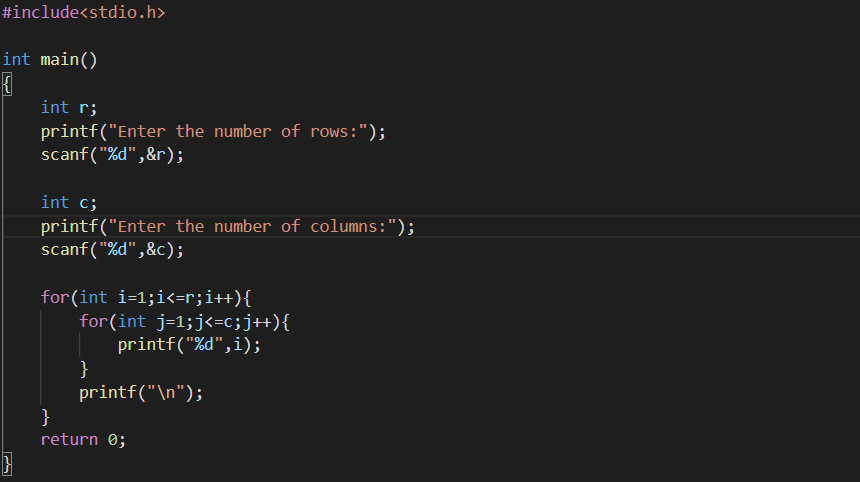 #include<stdio.h>
int main()
{
    int r;
    printf("Enter the number of rows:");
    scanf("%d",&r);
    int c;
    printf("Enter the number of columns:");
    scanf("%d",&c);
    for(int i=1;i<=r;i++){
        for(int j=1;j<=c;j++){
            printf("%d",i);
        }
        printf("\n");
    }
    return 0;
}